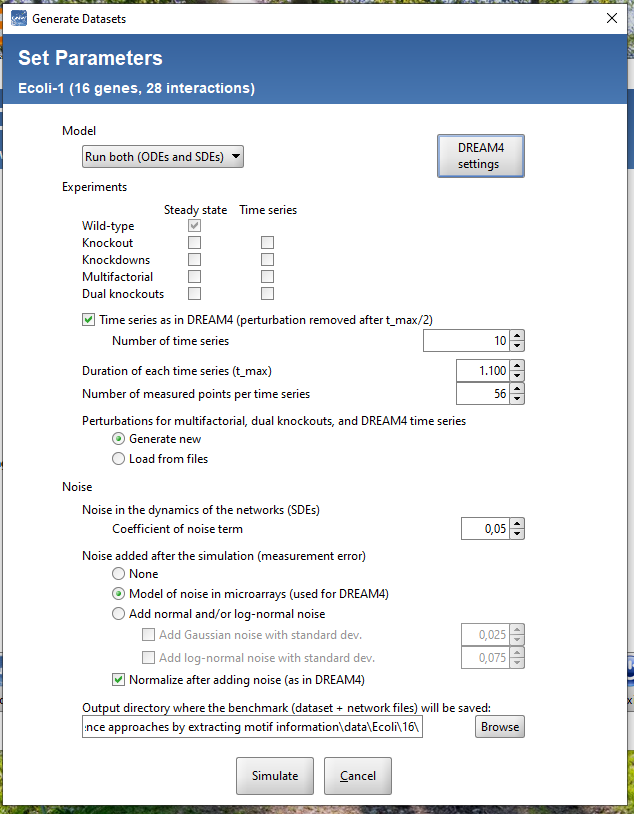 Generate Datasets
Set Parameters
Ecoli-1 (16 genes, 28 interactions)
Model
Run both (ODEs and SDEs)
DREAM4
settings
Experiments
Steady state Time series
Wild-type
Knockout
Knockdowns
Multifactorial
Dual knockouts
Time series as in DREAM4 (perturbation removed after t_max/2)
Number of time series 10
Duration of each time series (t_max) 1.100
Number of measured points per time series 56
Perturbations for multifactorial, dual knockouts, and DREAM4 time series
Generate new
Load from files
Noise
Noise in the dynamics of the networks (SDEs)
Coefficient of noise term 0,05
Noise added after the simulation (measurement error)
None
Model of noise in microarrays (used for DREAM4)
Add normal and/or log-normal noise
Add Gaussian noise with standard dev. 0,025
Add log-normal noise with standard dev. 0,075
Normalize after adding noise (as in DREAM4)
Output directory where the benchmark (dataset + network files) will be saved:
ence approaches by extracting motif information\data\Ecoli\16\ Browse
Simulate Cancel